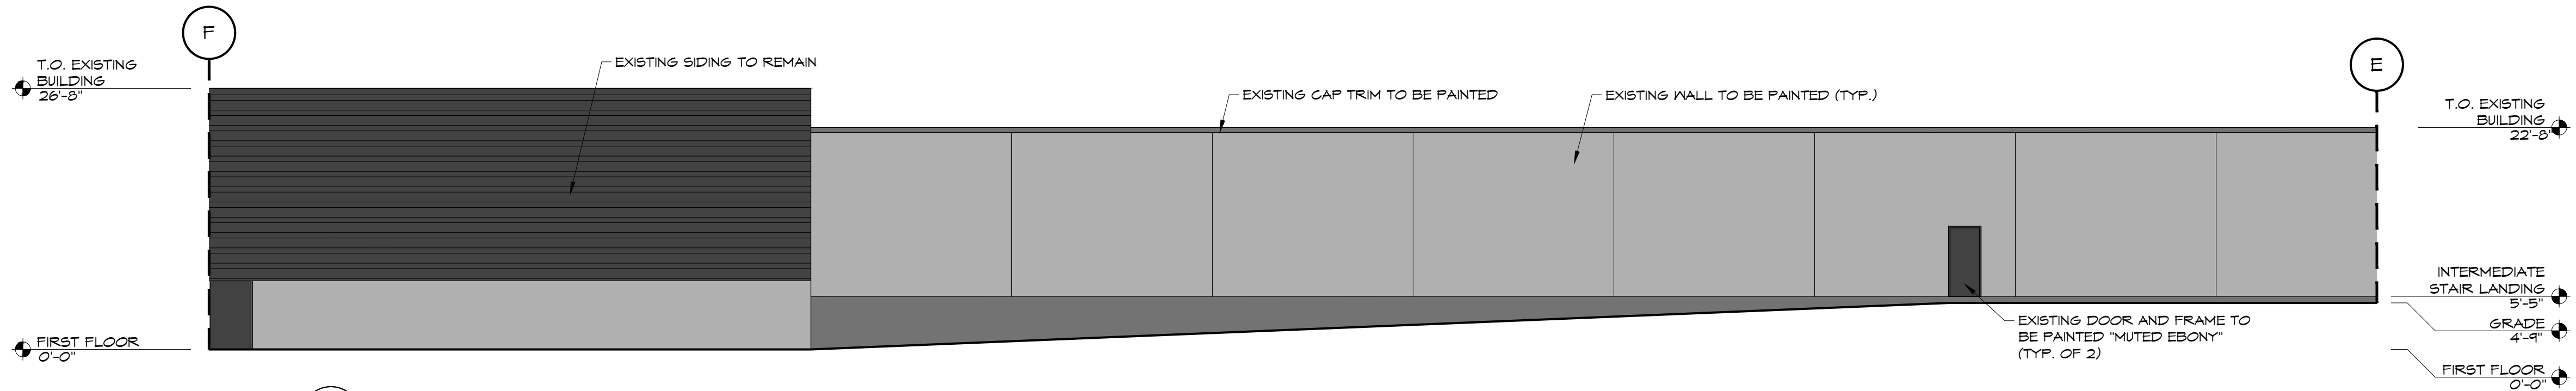 F
T.O. EXISTING
BUILDING
26'-8"
FIRST FLOOR
0'-0"
EXISTING SIDING TO REMAIN
EXISTING CAP TRIM TO BE PAINTED
EXISTING WALL TO BE PAINTED (TYP.)
EXISTING DOOR AND FRAME TO
BE PAINTED "MUTED EBONY"
(TYP. OF 2)
E
T.O. EXISTING
BUILDING
22'-8"
INTERMEDIATE
STAIR LANDING
5'-5"
GRADE
4'-9"
FIRST FLOOR
0'-0"